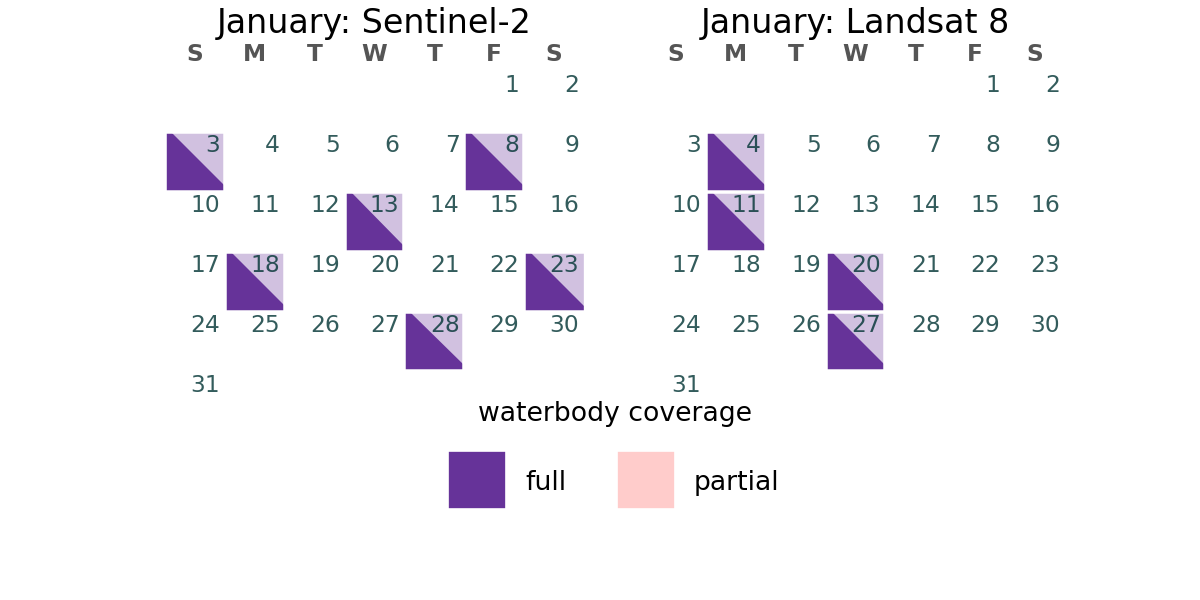 January: Sentinel-2
S M T W T F S
1 2
3 4 5 6 7 8 9
10 11 12 13 14 15 16
17 18 19 20 21 22 23
24 25 26 27 28 29 30
31
January: Landsat 8
S M T W T F S
1 2
3 4 5 6 7 8 9
10 11 12 13 14 15 16
17 18 19 20 21 22 23
24 25 26 27 28 29 30
31
waterbody coverage
full partial